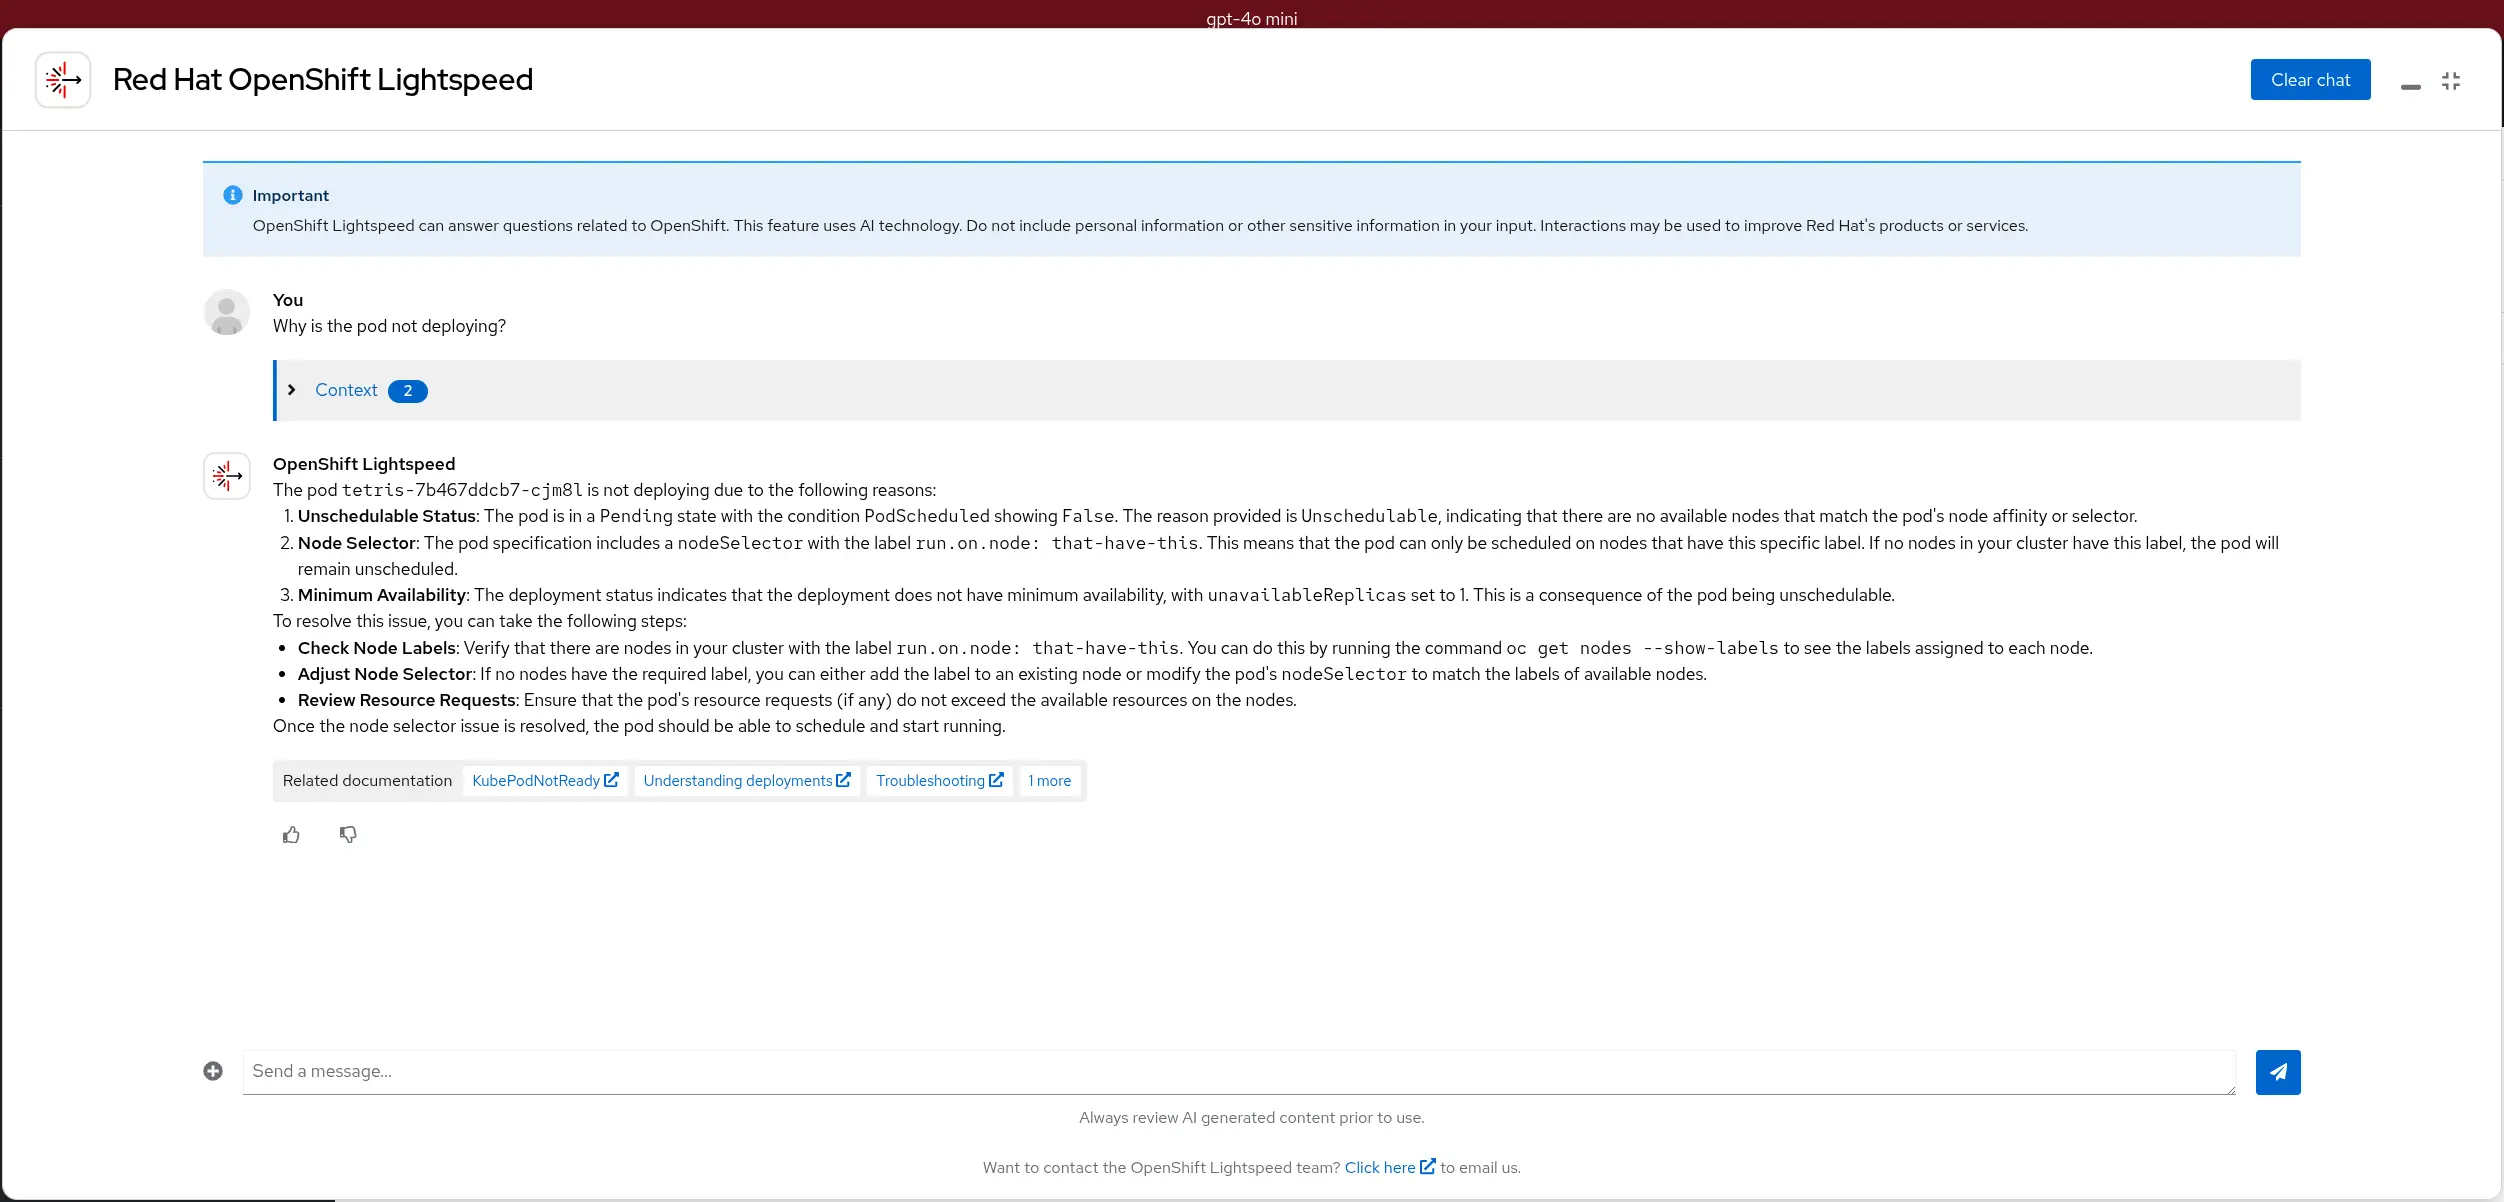 gpt-4o mini
Red Hat OpenShift Lightspeed
Clear chat
Important
OpenShift Lightspeed can answer questions related to OpenShift. This feature uses AI technology. Do not include personal information or other sensitive information in your input. Interactions may be used to improve Red Hat's products or services.
You
Why is the pod not deploying?
Context 2
OpenShift Lightspeed
The pod tetris-7b467ddcb7-cjm8l is not deploying due to the following reasons:
1. Unschedulable Status: The pod is in a Pending state with the condition PodScheduled showing False. The reason provided is Unschedulable, indicating that there are no available nodes that match the pod's node affinity or selector.
2. Node Selector: The pod specification includes a nodeSelector with the label run.on.node: that-have-this. This means that the pod can only be scheduled on nodes that have this specific label. If no nodes in your cluster have this label, the pod will
remain unscheduled.
3. Minimum Availability: The deployment status indicates that the deployment does not have minimum availability, with unavailableReplicas set to 1. This is a consequence of the pod being unschedulable.
To resolve this issue, you can take the following steps:
• Check Node Labels: Verify that there are nodes in your cluster with the label run.on.node: that-have-this. You can do this by running the command oc get nodes --show-labels to see the labels assigned to each node.
• Adjust Node Selector: If no nodes have the required label, you can either add the label to an existing node or modify the pod's nodeSelector to match the labels of available nodes.
• Review Resource Requests: Ensure that the pod's resource requests (if any) do not exceed the available resources on the nodes.
Once the node selector issue is resolved, the pod should be able to schedule and start running.
Related documentation KubePodNotReady Understanding deployments Troubleshooting 1 more
Send a message...
Always review AI generated content prior to use.
Want to contact the OpenShift Lightspeed team? Click here to email us.